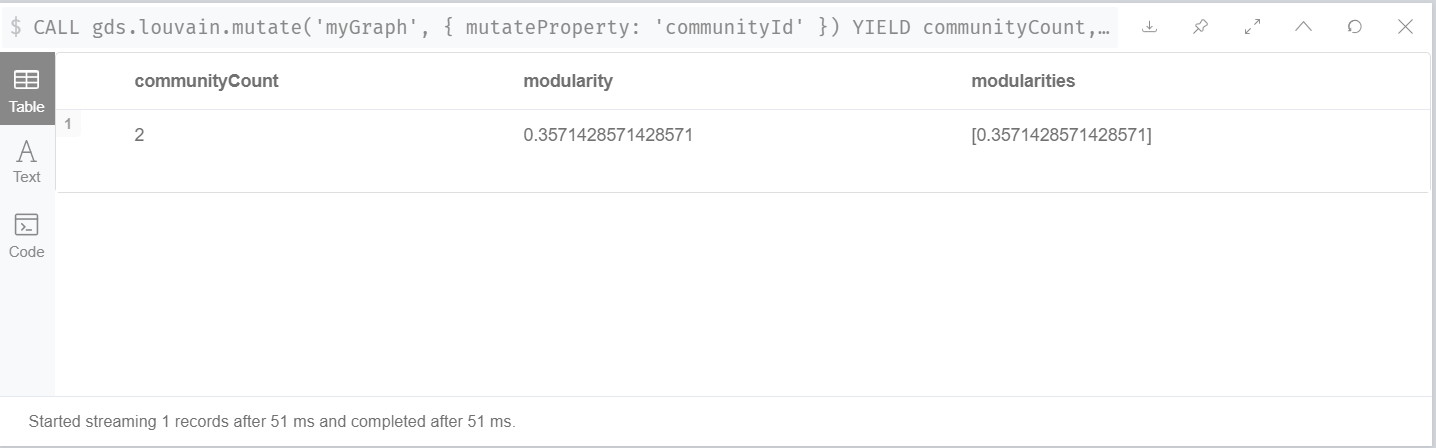 $ CALL gds.louvain.mutate('myGraph', { mutateProperty: 'communityId' }) YIELD communityCount,…
Table
communityCount modularity modularities
1 2 0.3571428571428571 [0.3571428571428571]
A
Text
Code
Started streaming 1 records after 51 ms and completed after 51 ms.